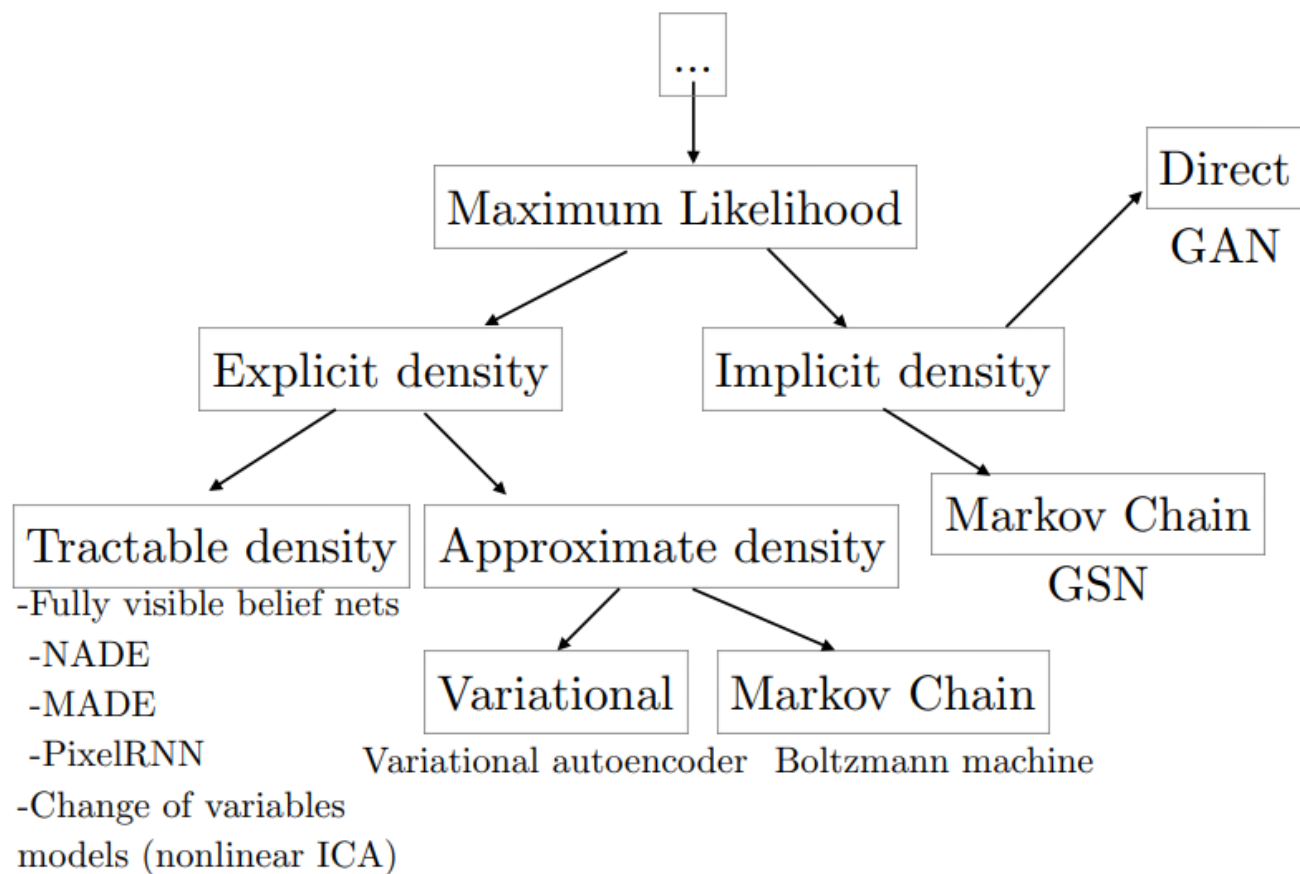 ...
Maximum Likelihood
Direct
GAN
Explicit density
Implicit density
Tractable density
-Fully visible belief nets
-NADE
-MADE
-PixelRNN
-Change of variables
models (nonlinear ICA)
Approximate density
Variational
Variational autoencoder
Markov Chain
Boltzmann machine
Markov Chain
GSN